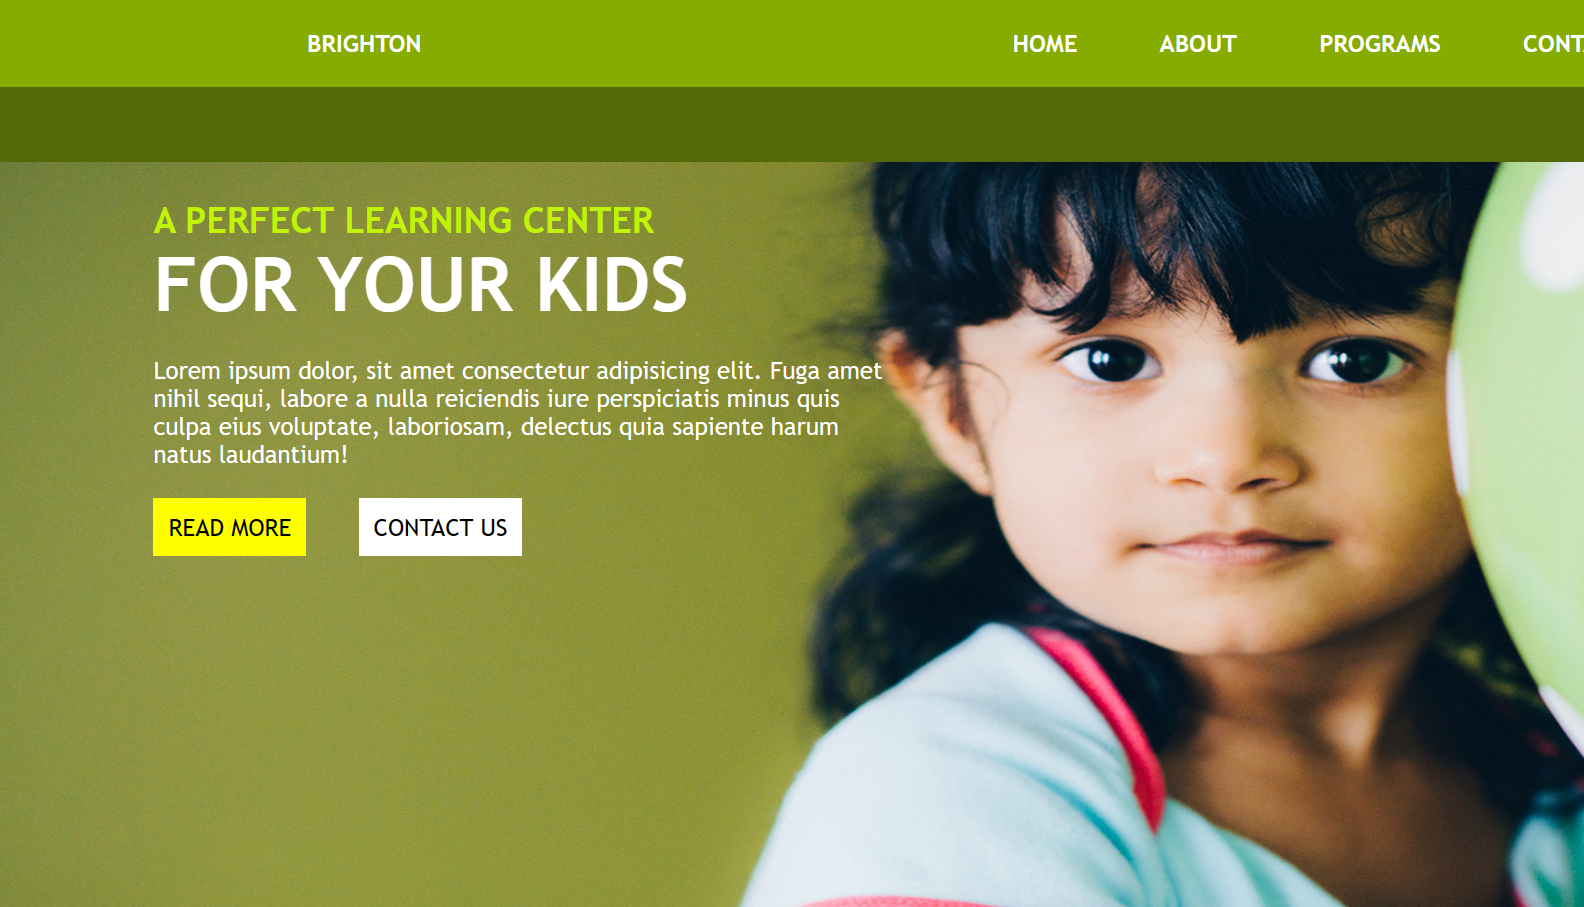 BRIGHTON HOME ABOUT PROGRAMS
A PERFECT LEARNING CENTER
FOR YOUR KIDS
Lorem ipsum dolor, sit amet consectetur adipisicing elit. Fuga amet
nihil sequi, labore a nulla reiciendis iure perspiciatis minus quis
culpa eius voluptate, laboriosam, delectus quia sapiente harum
natus laudantium!
READ MORE CONTACT US